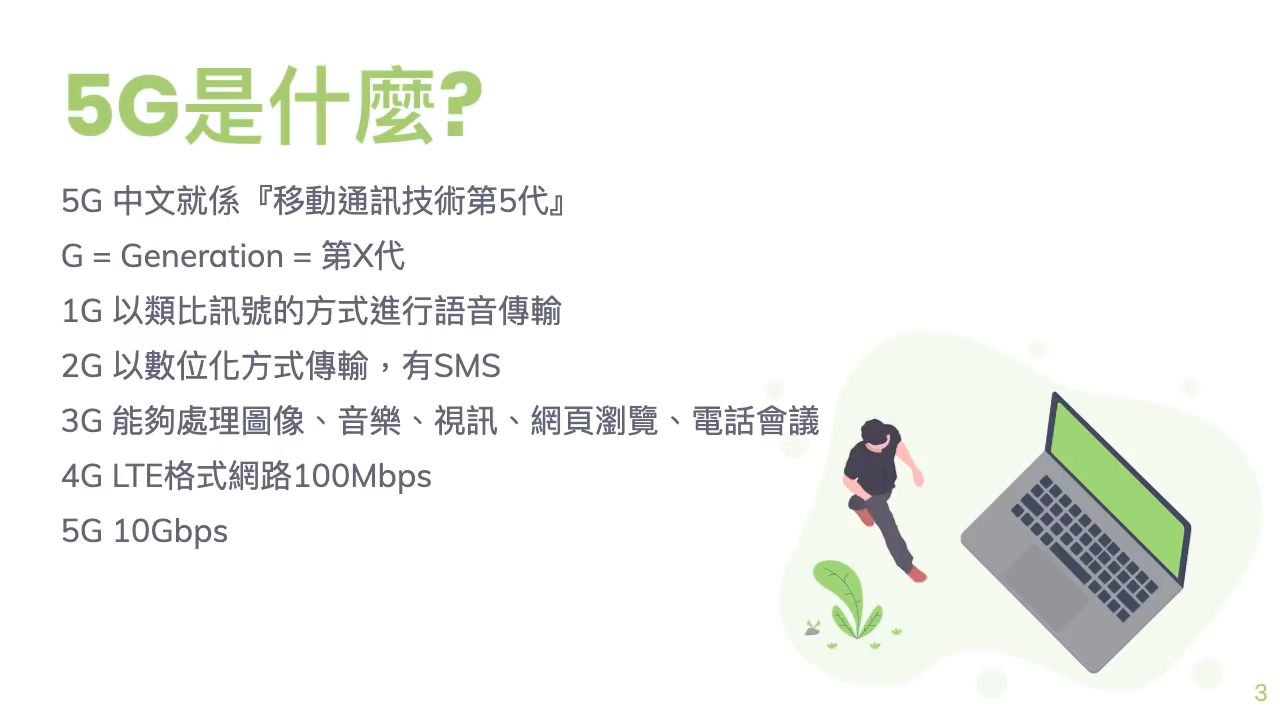 5G是什麼?
5G 中文就係『移動通訊技術第5代』
G = Generation = 第X代
1G 以類比訊號的方式進行語音傳輸
2G 以數位化方式傳輸，有SMS
3G 能夠處理圖像、音樂、視訊、網頁瀏覽、電話會議
4G LTE格式網路100Mbps
5G 10Gbps
3